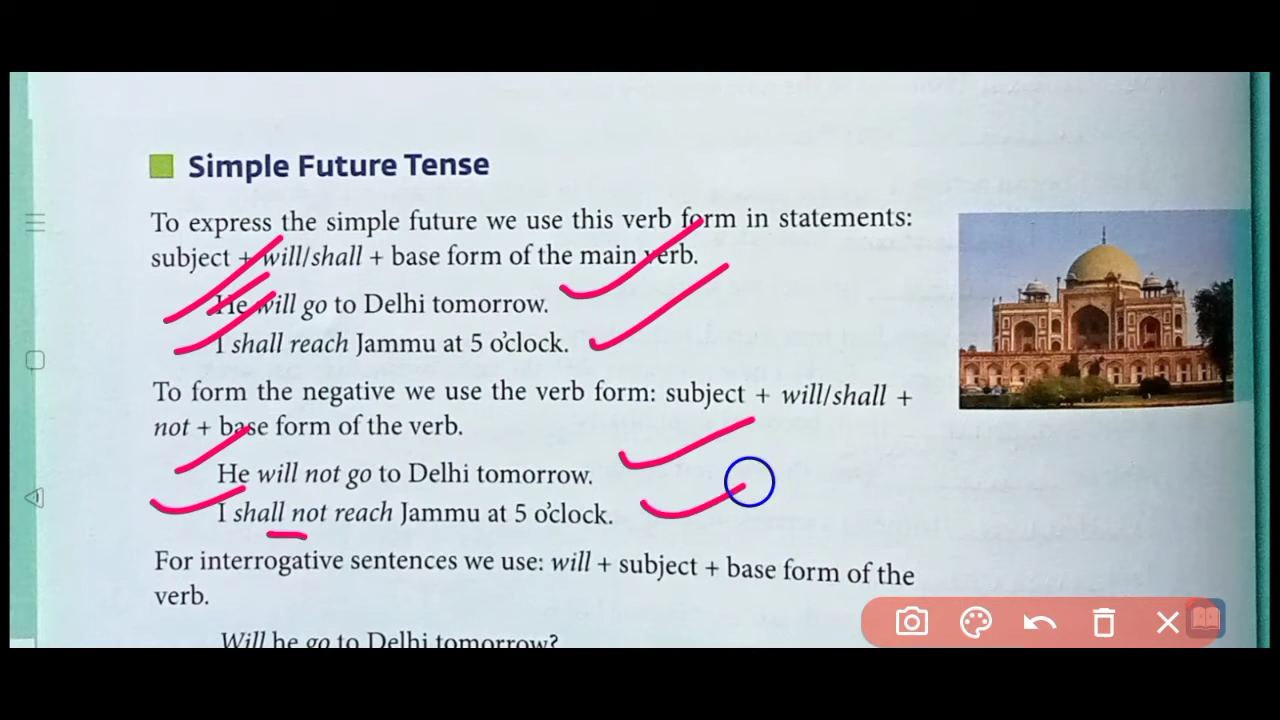 Simple Future Tense
To express the simple future we use this verb form in statements:
subject + will/shall + base form of the main verb.
He will go to Delhi tomorrow.
I shall reach Jammu at 5 o'clock.
To form the negative we use the verb form: subject + will/shall +
not + base form of the verb.
He will not go to Delhi tomorrow.
I shall not reach Jammu at 5 o'clock.
For interrogative sentences we use: will + subject + base form of the
verb.
Will he go to Delhi tomorrow?